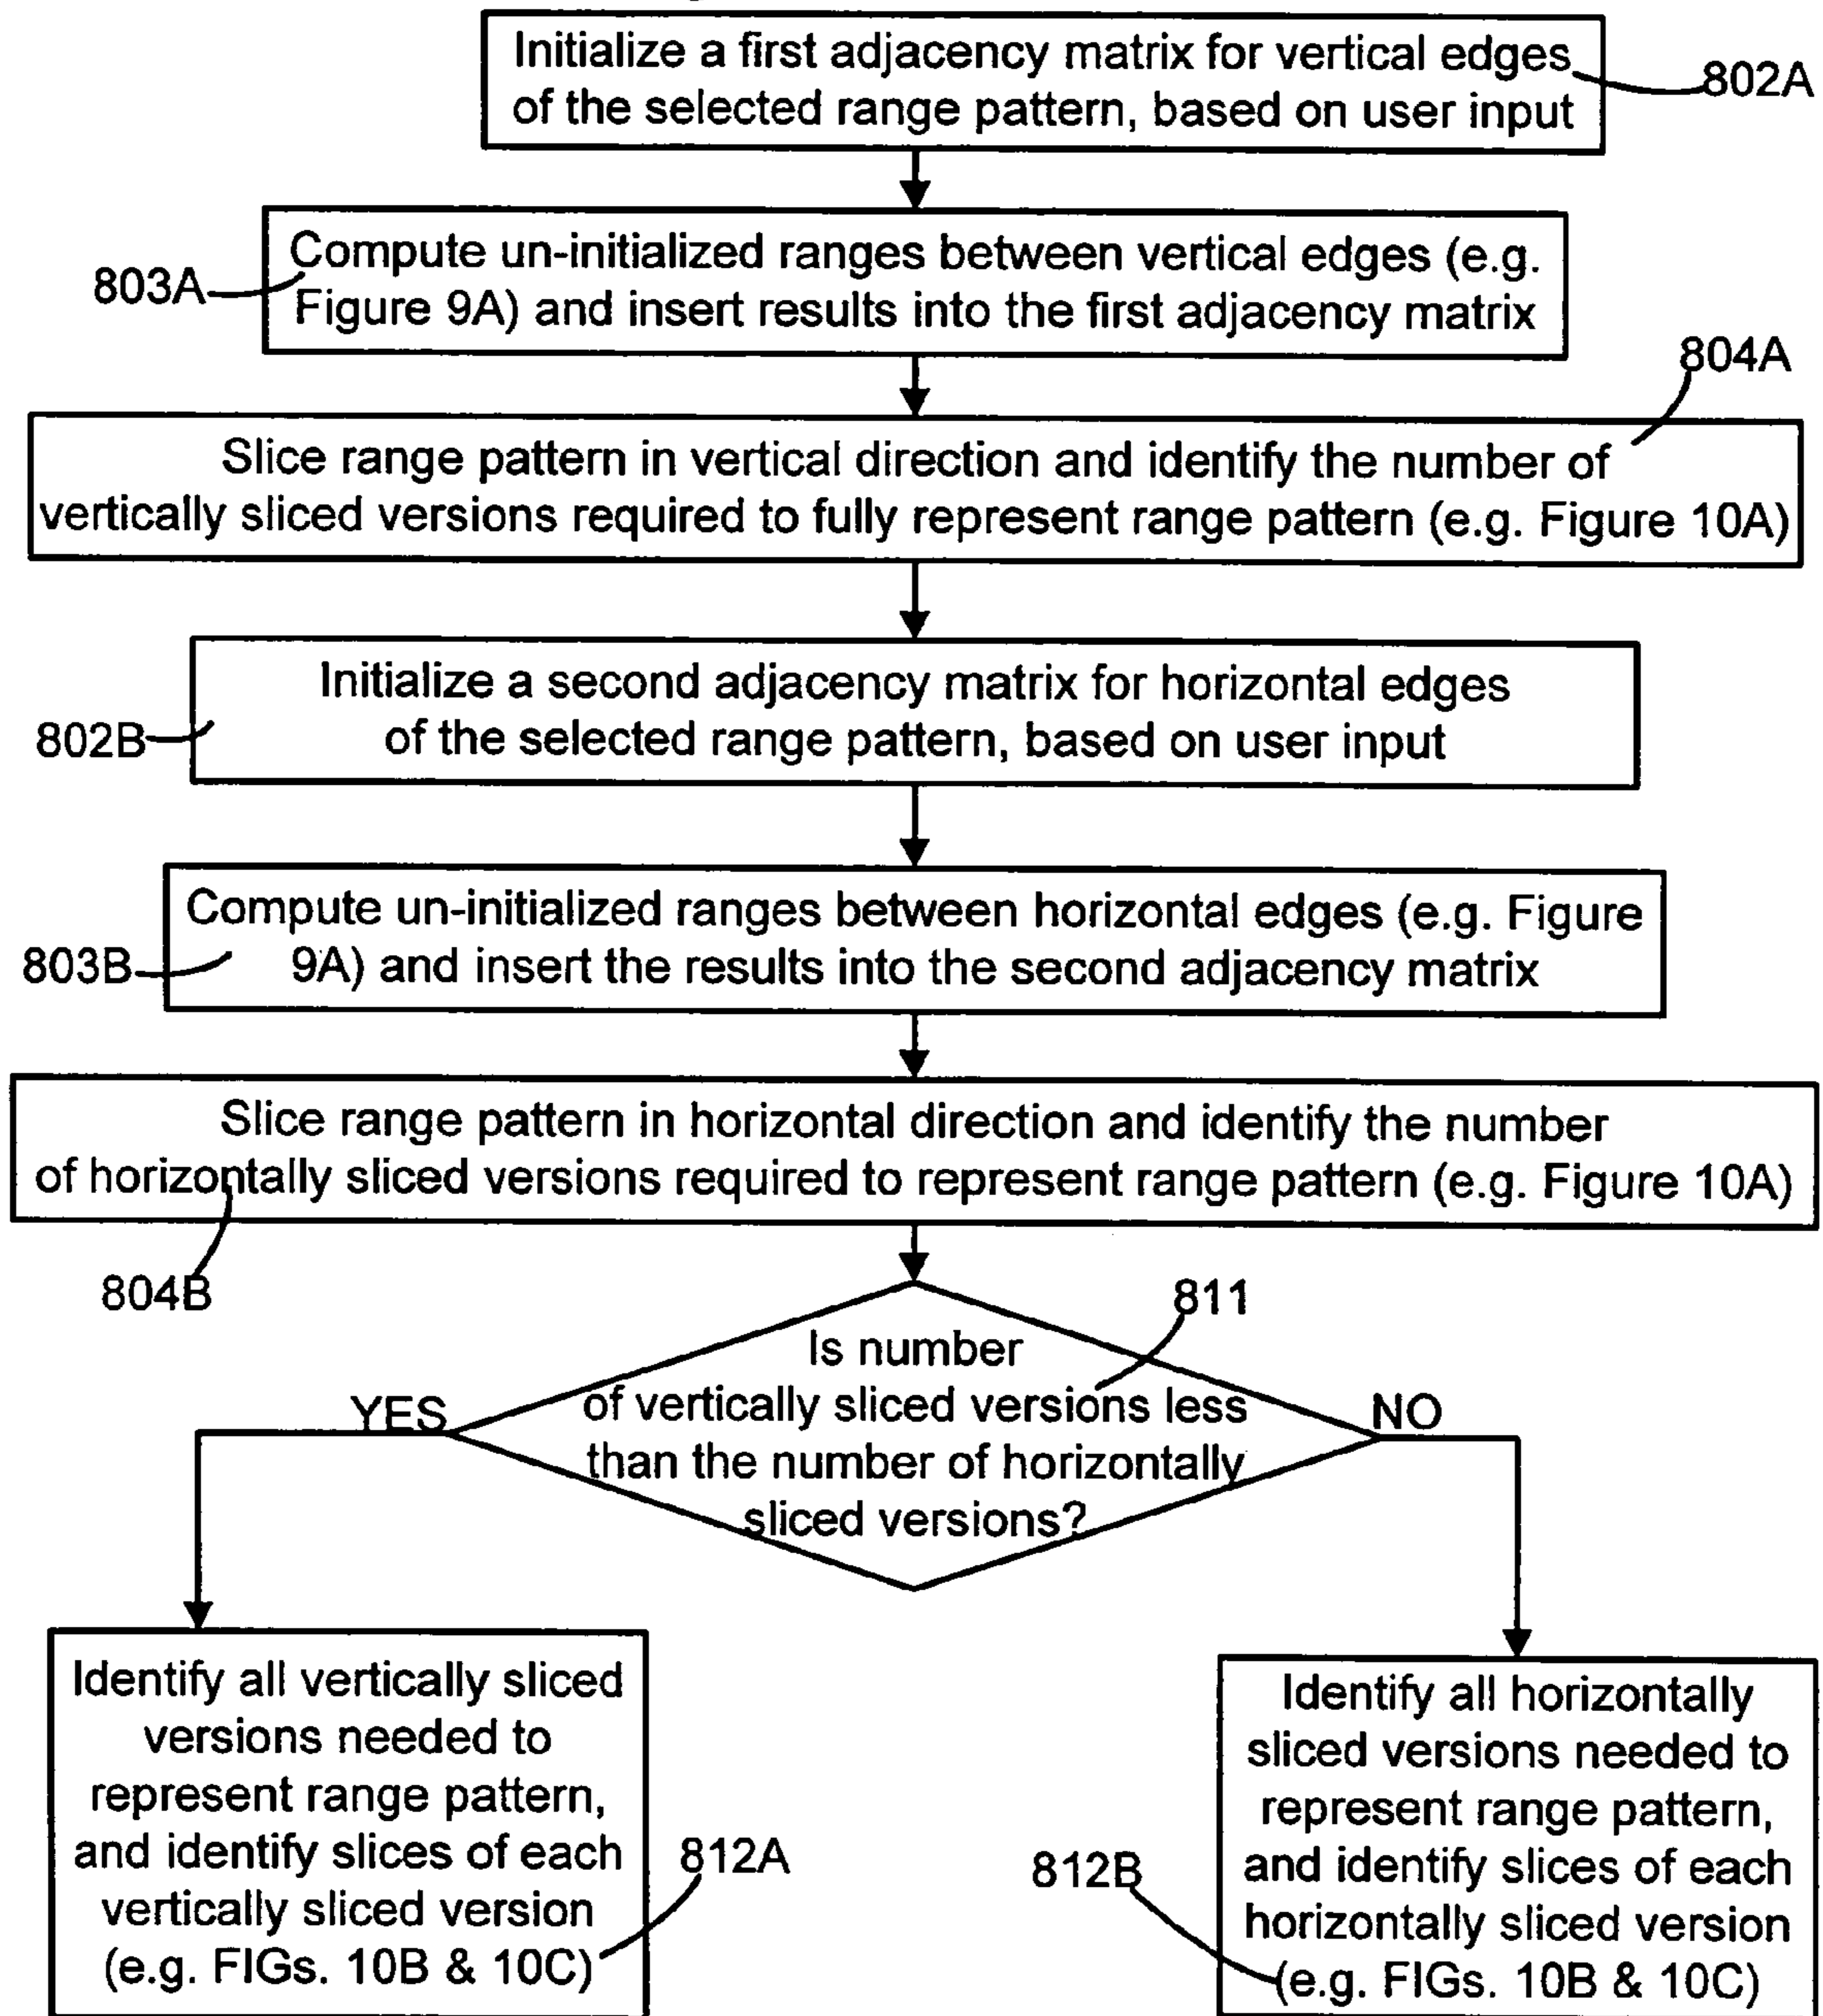 Initialize a first adjacency matrix for vertical edges
of the selected range pattern, based on user input
802A
Compute un-initialized ranges between vertical edges (e.g.
Figure 9A) and insert results into the first adjacency matrix
803A
804A
Slice range pattern in vertical direction and identify the number of
vertically sliced versions required to fully represent range pattern (e.g. Figure 10A)
Initialize a second adjacency matrix for horizontal edges
of the selected range pattern, based on user input
802B
Compute un-initialized ranges between horizontal edges (e.g. Figure
9A) and insert the results into the second adjacency matrix
803B
Slice range pattern in horizontal direction and identify the number
of horizontally sliced versions required to represent range pattern (e.g. Figure 10A)
804B
811
Is number
of vertically sliced versions less
than the number of horizontally
sliced versions?
YES
NO
Identify all vertically sliced
versions needed to
represent range pattern,
and identify slices of each
vertically sliced version
(e.g. FIGs. 10B & 10C)
812A
812B
Identify all horizontally
sliced versions needed to
represent range pattern,
and identify slices of each
horizontally sliced version
(e.g. FIGs. 10B & 10C)